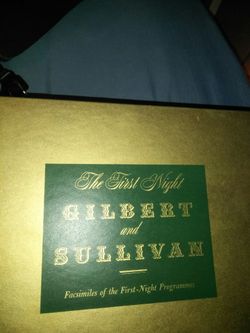 The First Night
GILBERT
and
SULLIVAN
Facsimiles of the First-Night Programmes